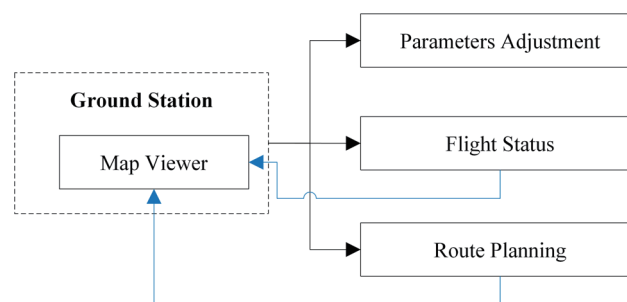 Parameters Adjustment
Ground Station
Map Viewer
Flight Status
Route Planning